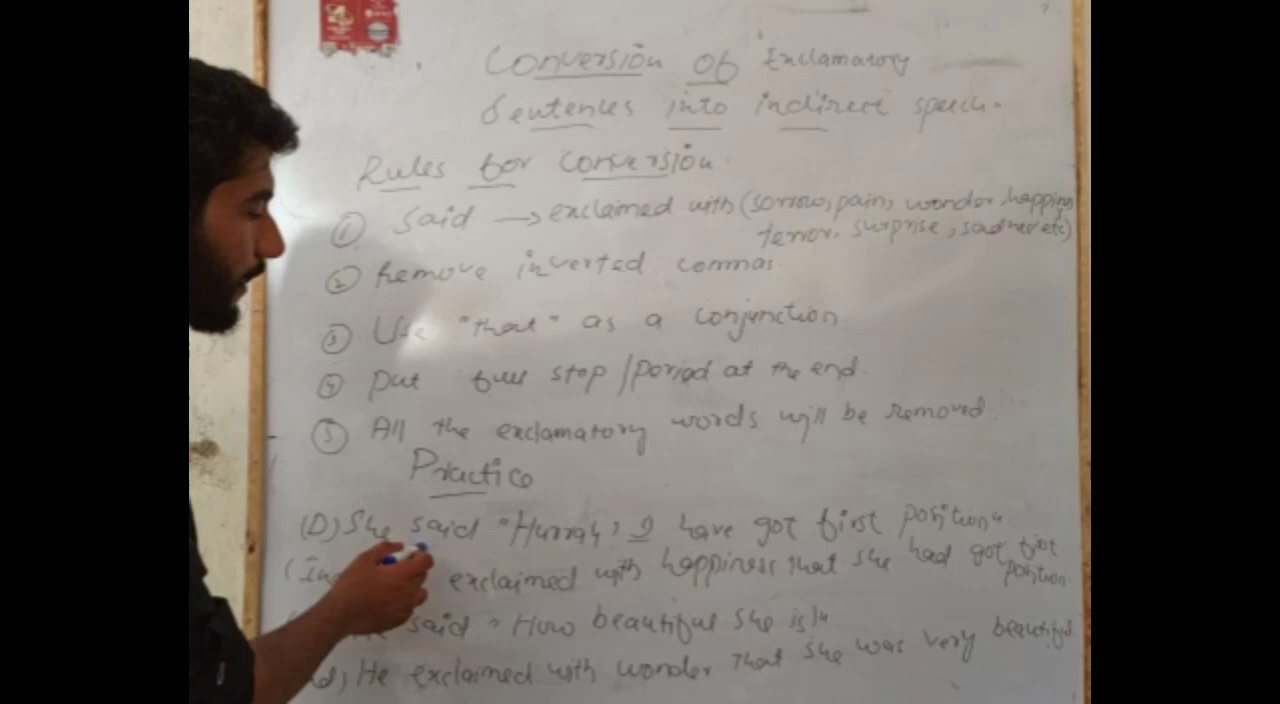 Conversion of Exclamatory
Sentences into indirect speech.
Rules for conversion:
① Said → exclaimed with (sorrow, pain, wonder, happiness
terror, surprise, sadness etc)
② Remove inverted commas.
③ Use "that" as a conjunction.
④ Put full stop/period at the end.
⑤ All the exclamatory words will be removed.
Practice
(D) She said "Hurrah, I have got first position"
exclaimed with happiness that she had got first
position.
said "How beautiful she is!"
He exclaimed with wonder that she was very beautiful.